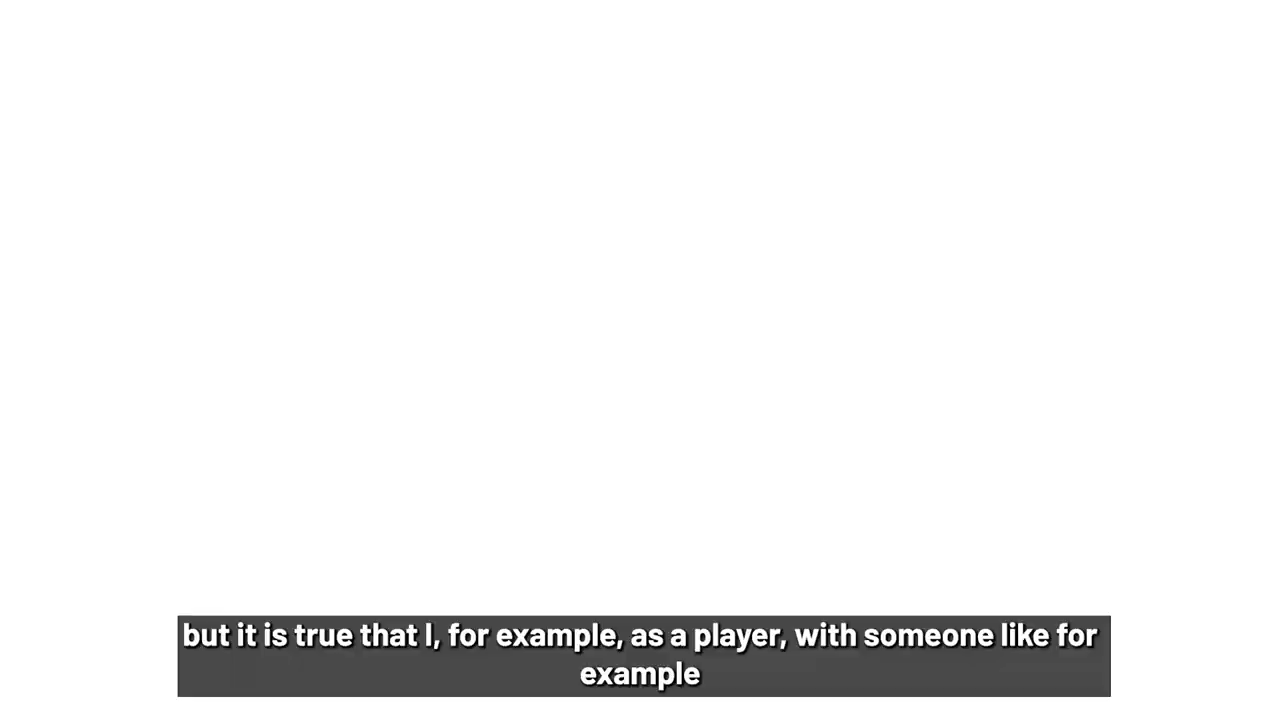 but it is true that I, for example, as a player, with someone like for
example